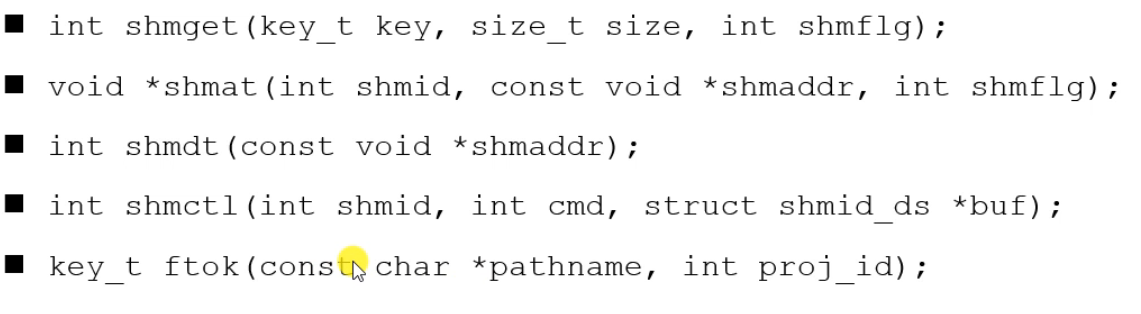 ■ int shmget(key_t key, size_t size, int shmflg);
■ void *shmat(int shmid, const void *shmaddr, int shmflg);
■ int shmdt(const void *shmaddr);
■ int shmctl(int shmid, int cmd, struct shmid_ds *buf);
■ key_t ftok(const char *pathname, int proj_id);